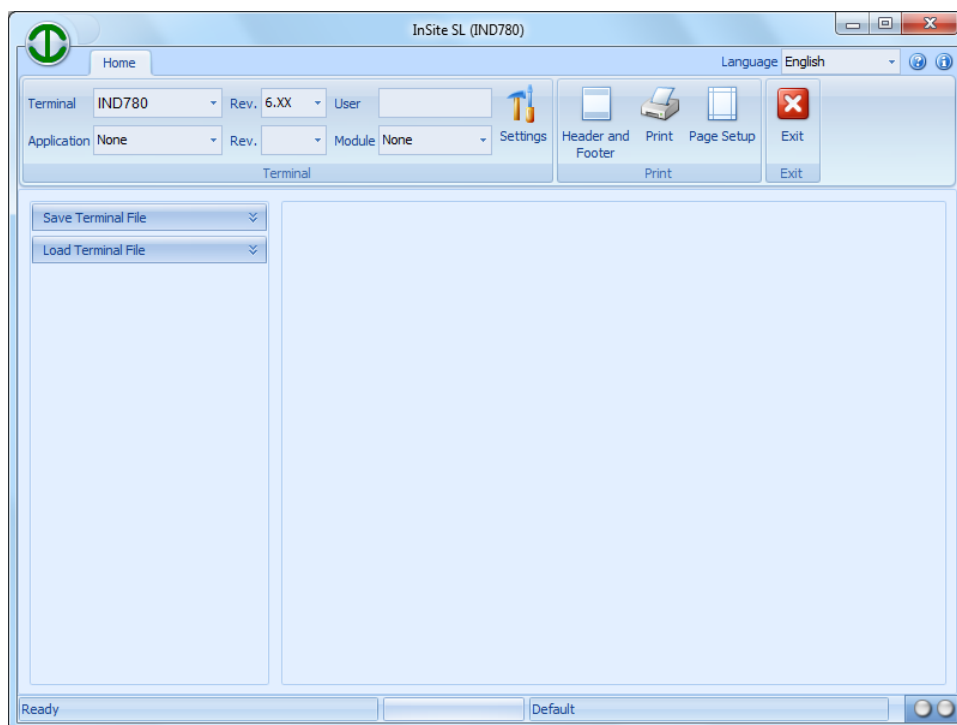 InSite SL (IND780)
Home
Language English
Terminal IND780 Rev. 6.XX User
Application None Rev. Module None
Settings
Header and Footer
Print
Page Setup
Exit
Terminal
Print
Exit
Save Terminal File
Load Terminal File
Ready
Default